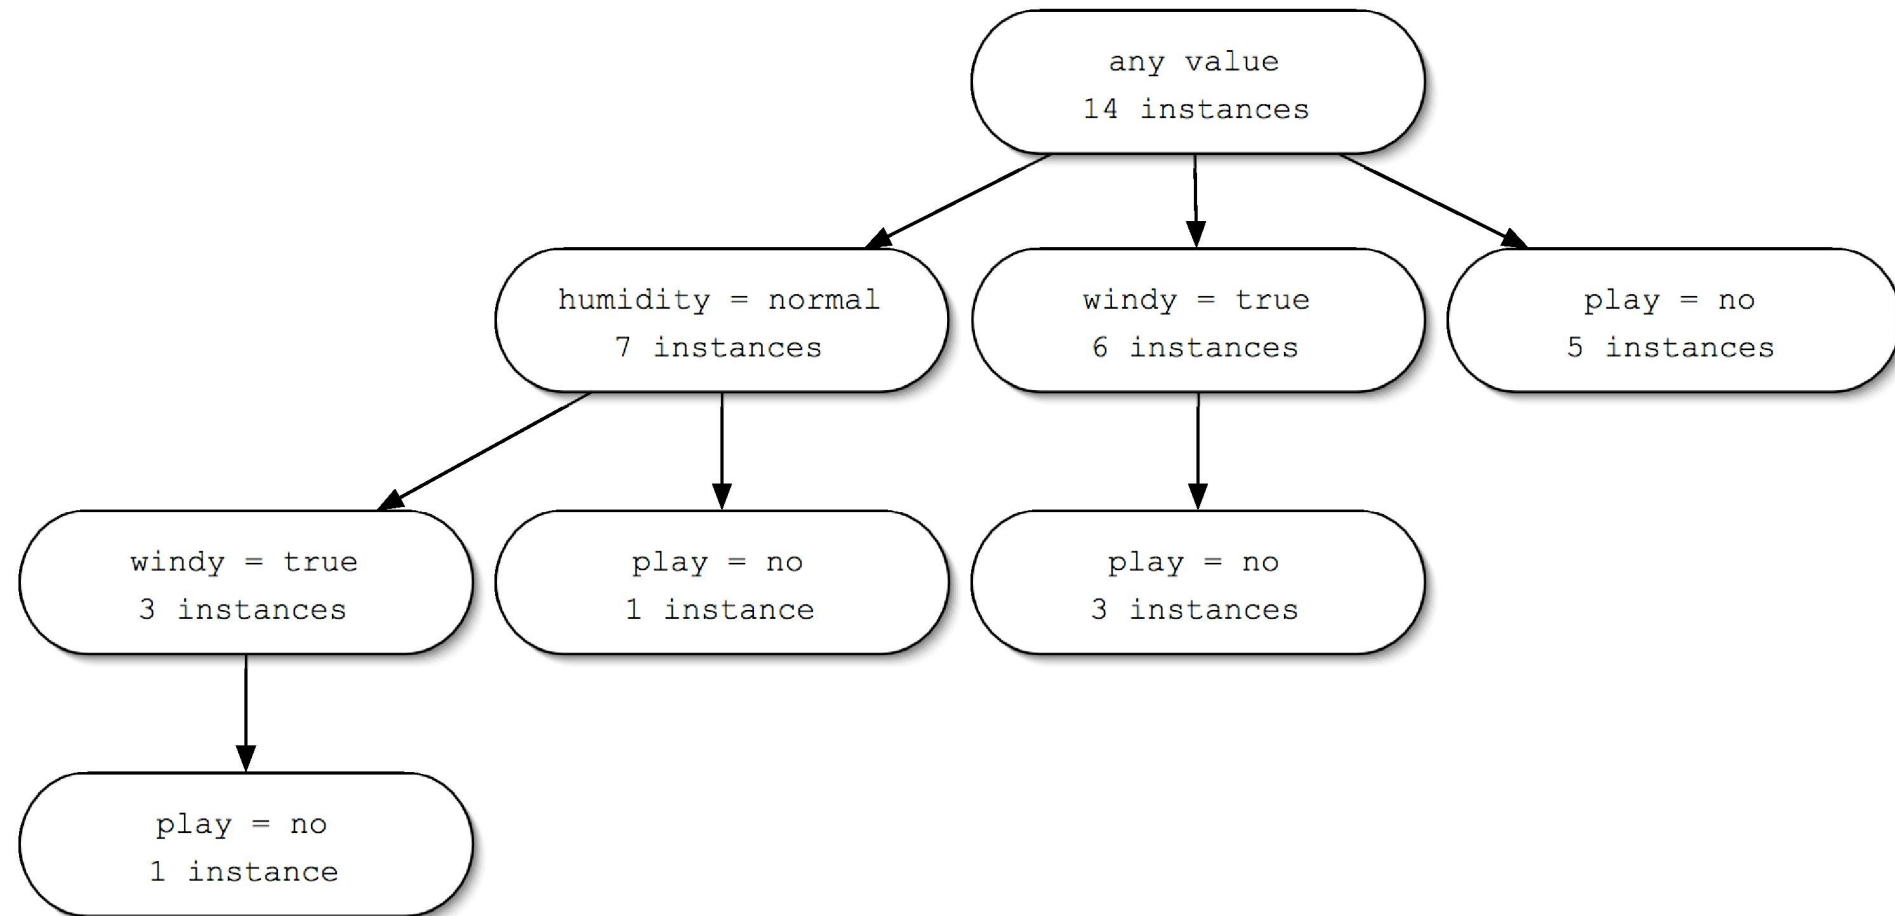 any value
14 instances
humidity = normal
7 instances
windy = true
6 instances
play = no
5 instances
windy = true
3 instances
play = no
1 instance
play = no
3 instances
play = no
1 instance